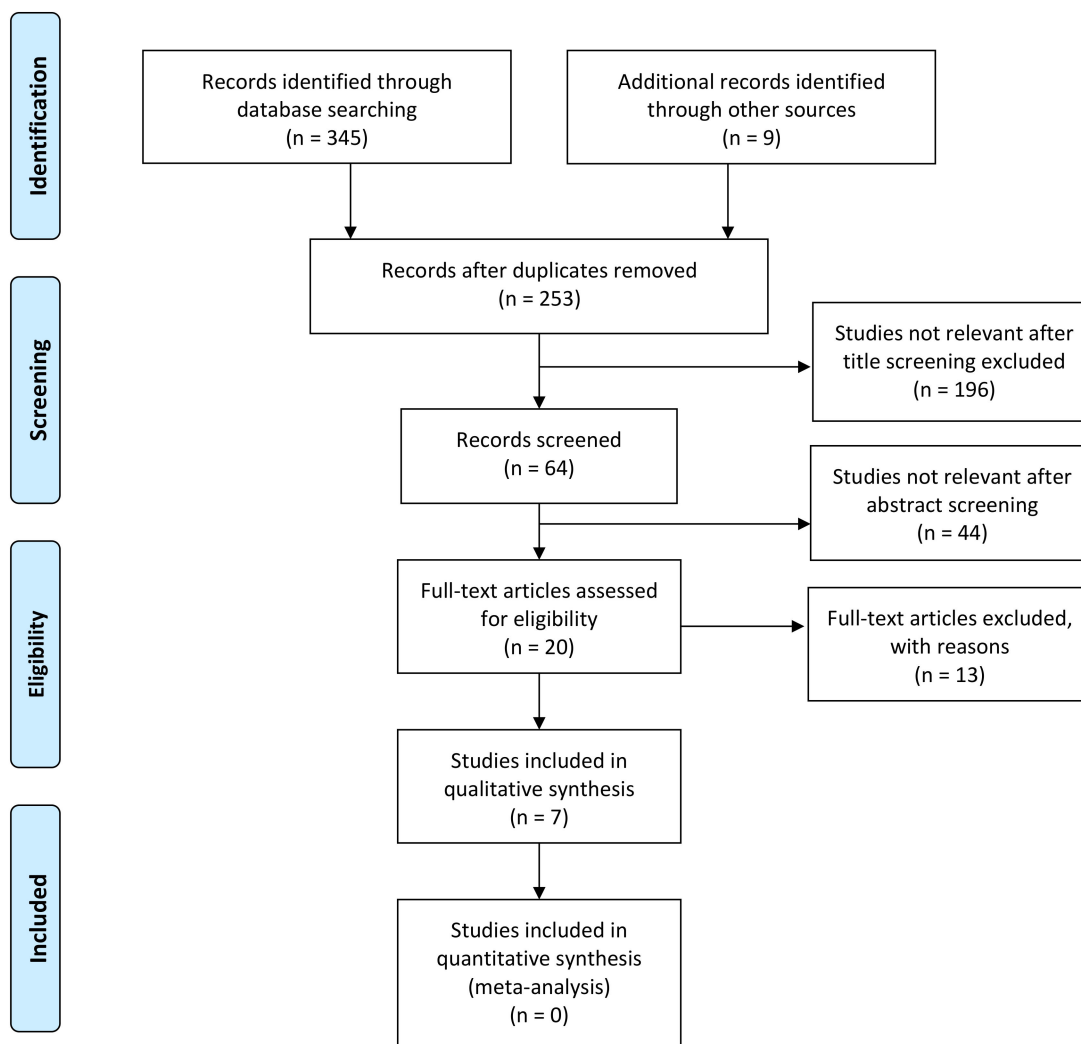 Identification
Records identified through
database searching
(n = 345)
Additional records identified
through other sources
(n = 9)
Records after duplicates removed
(n = 253)
Screening
Studies not relevant after
title screening excluded
(n = 196)
Records screened
(n = 64)
Studies not relevant after
abstract screening
(n = 44)
Eligibility
Full-text articles assessed
for eligibility
(n = 20)
Full-text articles excluded,
with reasons
(n = 13)
Studies included in
qualitative synthesis
(n = 7)
Included
Studies included in
quantitative synthesis
(meta-analysis)
(n = 0)